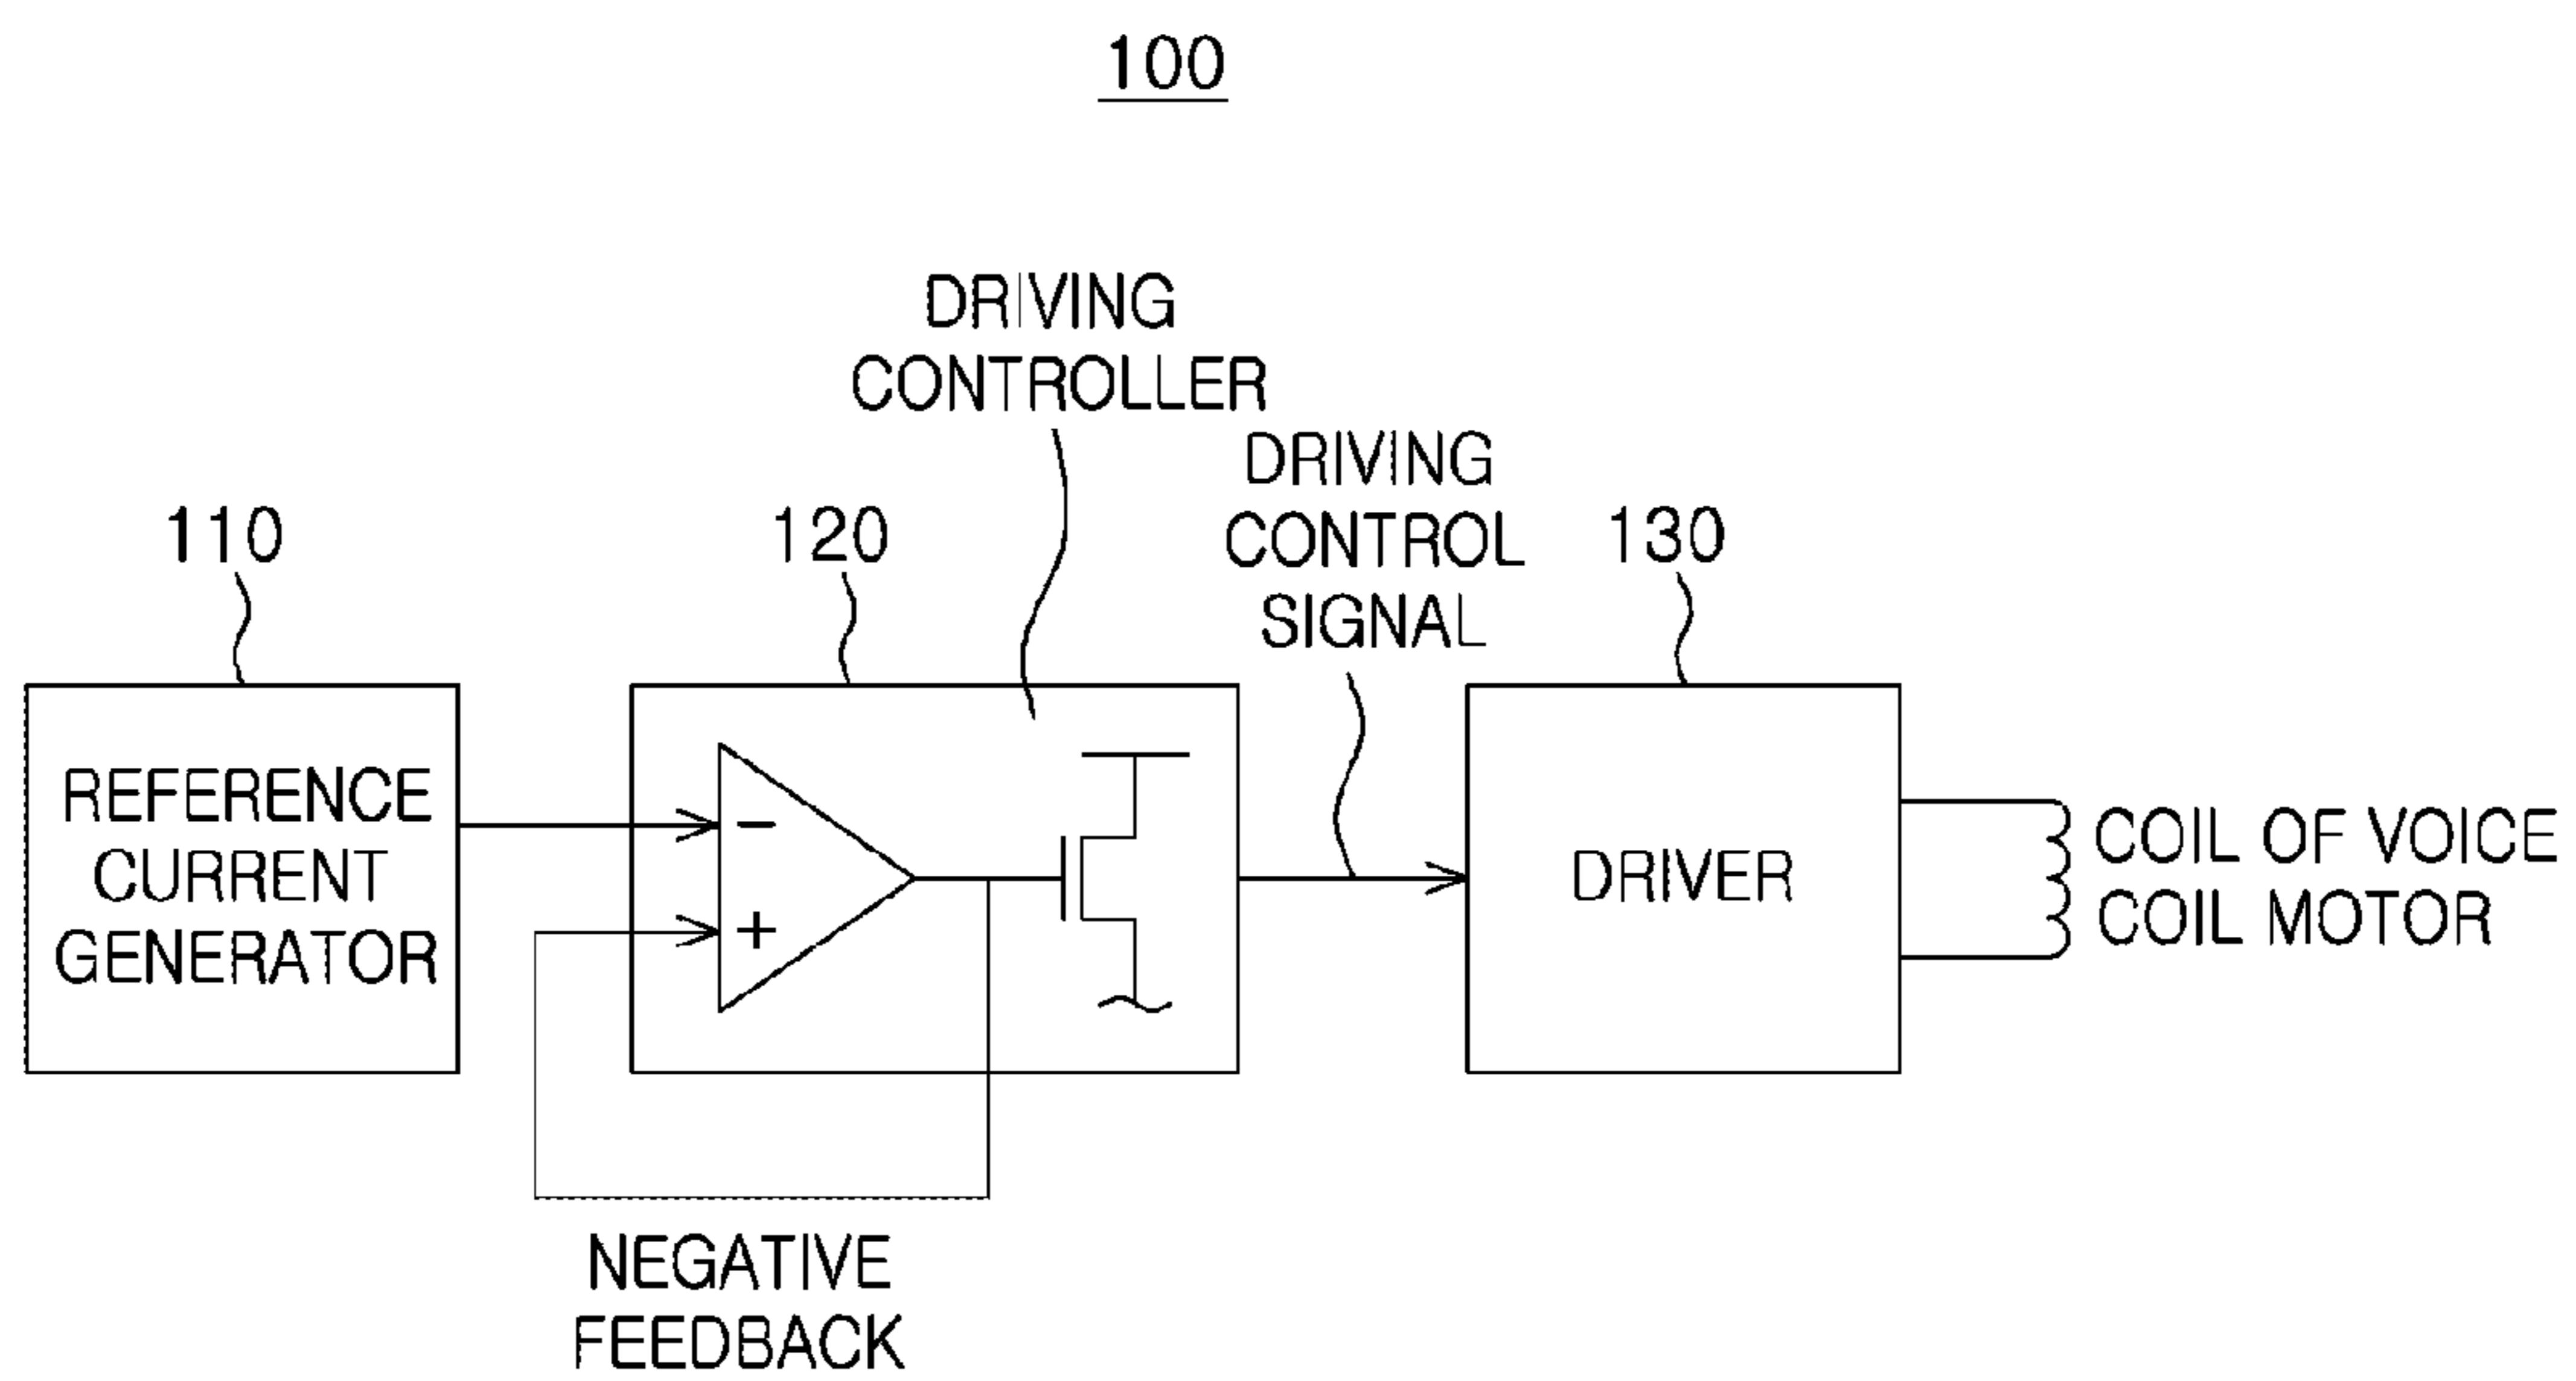 100
DRIVING
CONTROLLER
DRIVING
CONTROL
SIGNAL
110
120
130
REFERENCE
CURRENT
GENERATOR
−
+
DRIVER
COIL OF VOICE
COIL MOTOR
NEGATIVE
FEEDBACK